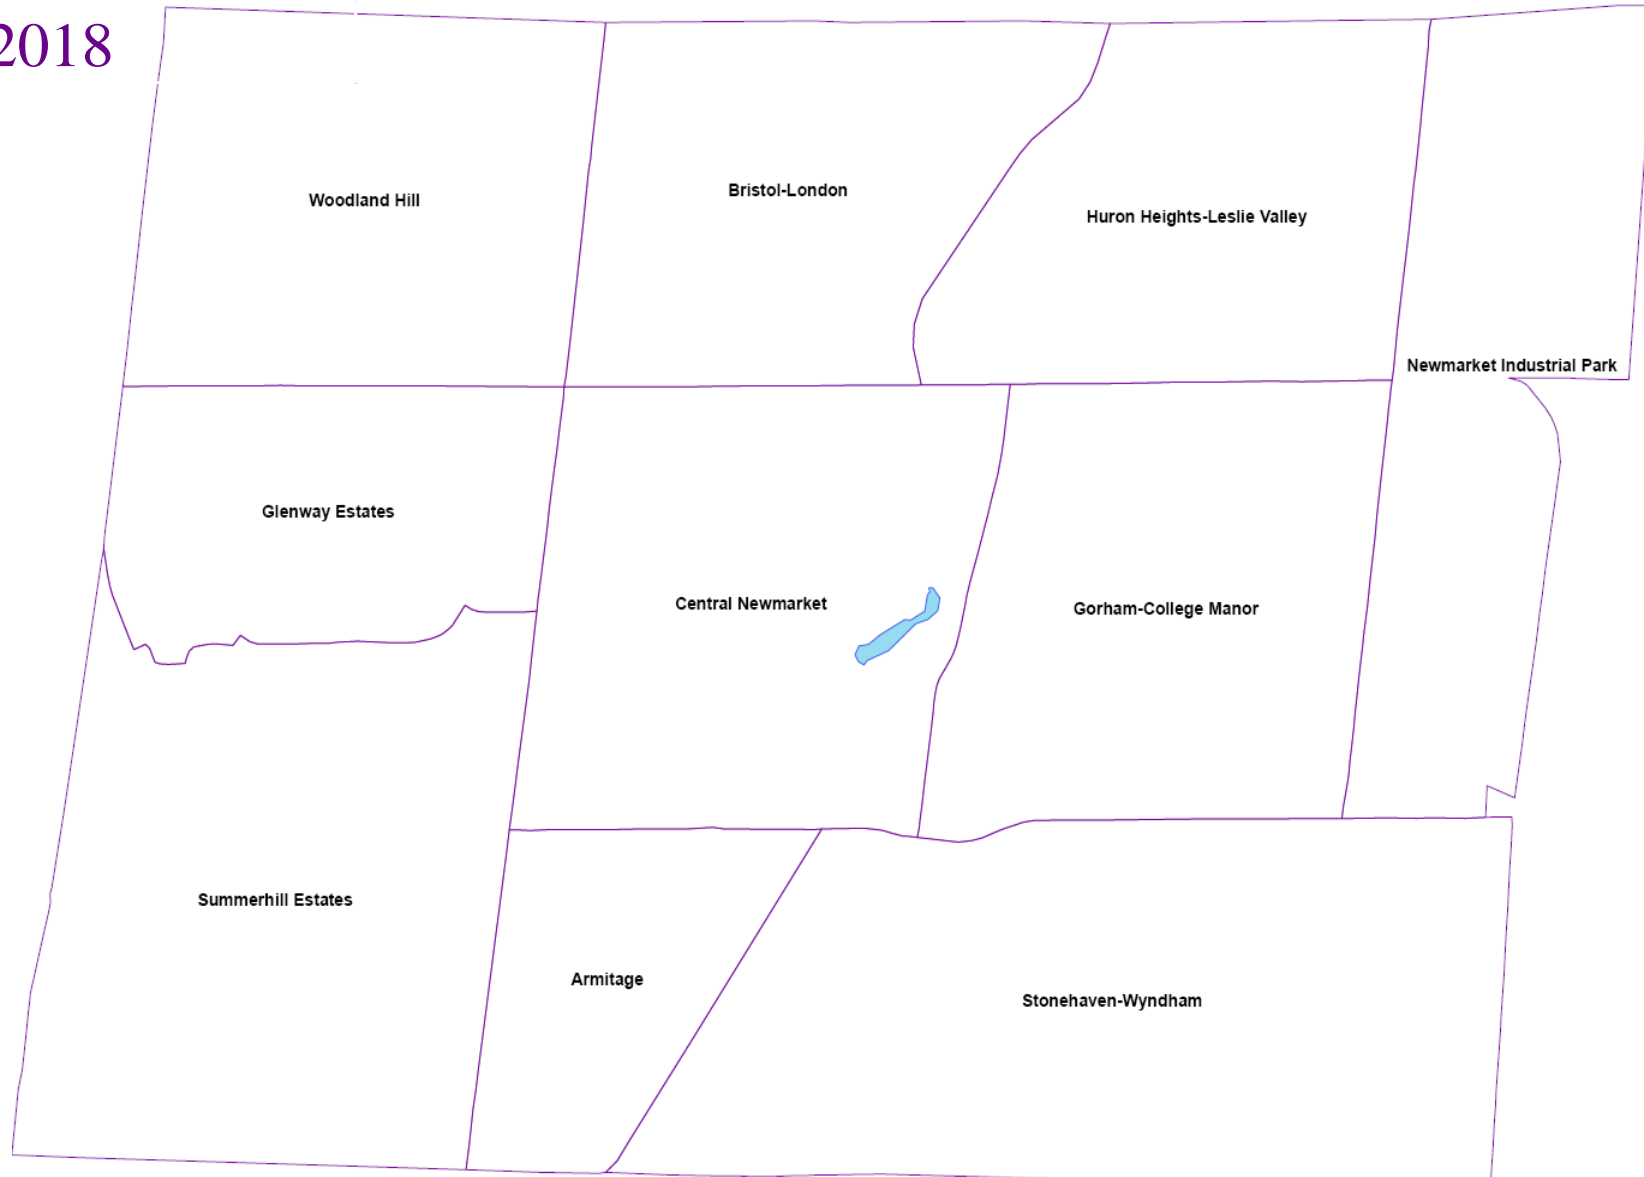 2018
Woodland Hill
Bristol-London
Huron Heights-Leslie Valley
Newmarket Industrial Park
Glenway Estates
Central Newmarket
Gorham-College Manor
Summerhill Estates
Armitage
Stonehaven-Wyndham